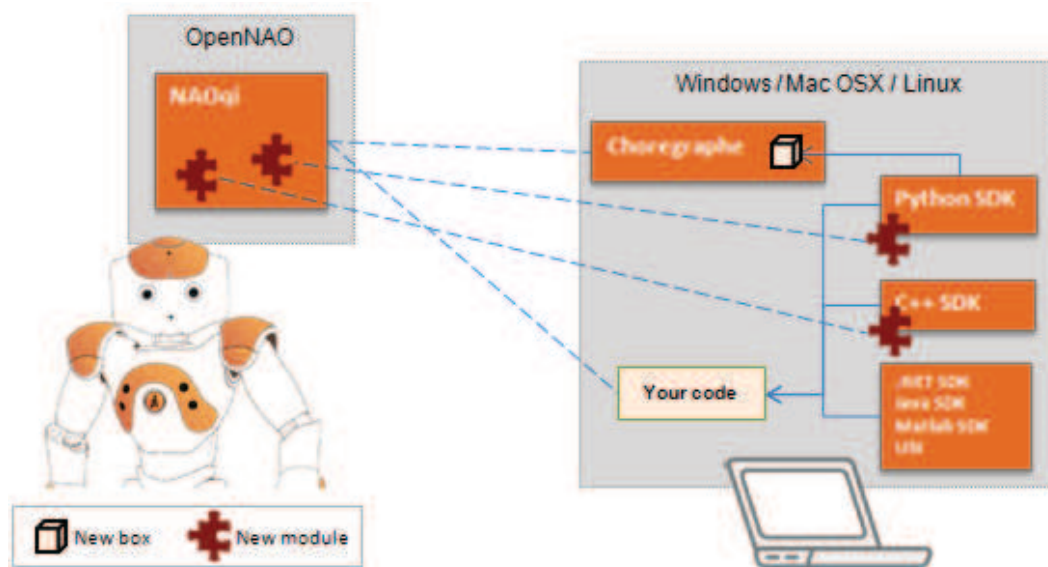 OpenNAO
NAOqi
Windows / Mac OSX / Linux
Choregraphe
Python SDK
C++ SDK
.NET SDK
Java SDK
Matlab SDK
Your code
New box
New module